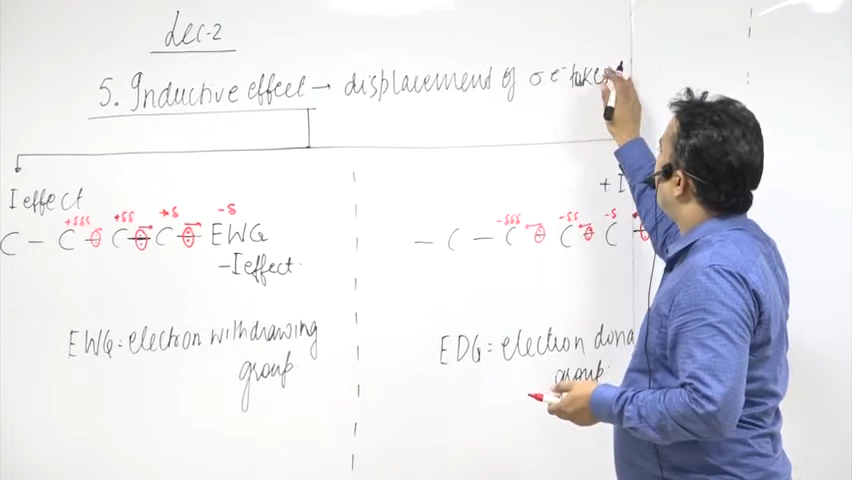 Lec-2
5. Inductive effect → displacement of σ e⁻ takes
I effect
+δδδ +δδ +δ -δ
C - C - C - C - EWG
-I effect
EWG = electron withdrawing
group
+ I
-δδδ -δδ -δ
- C - C C C
EDG = electron dona
group